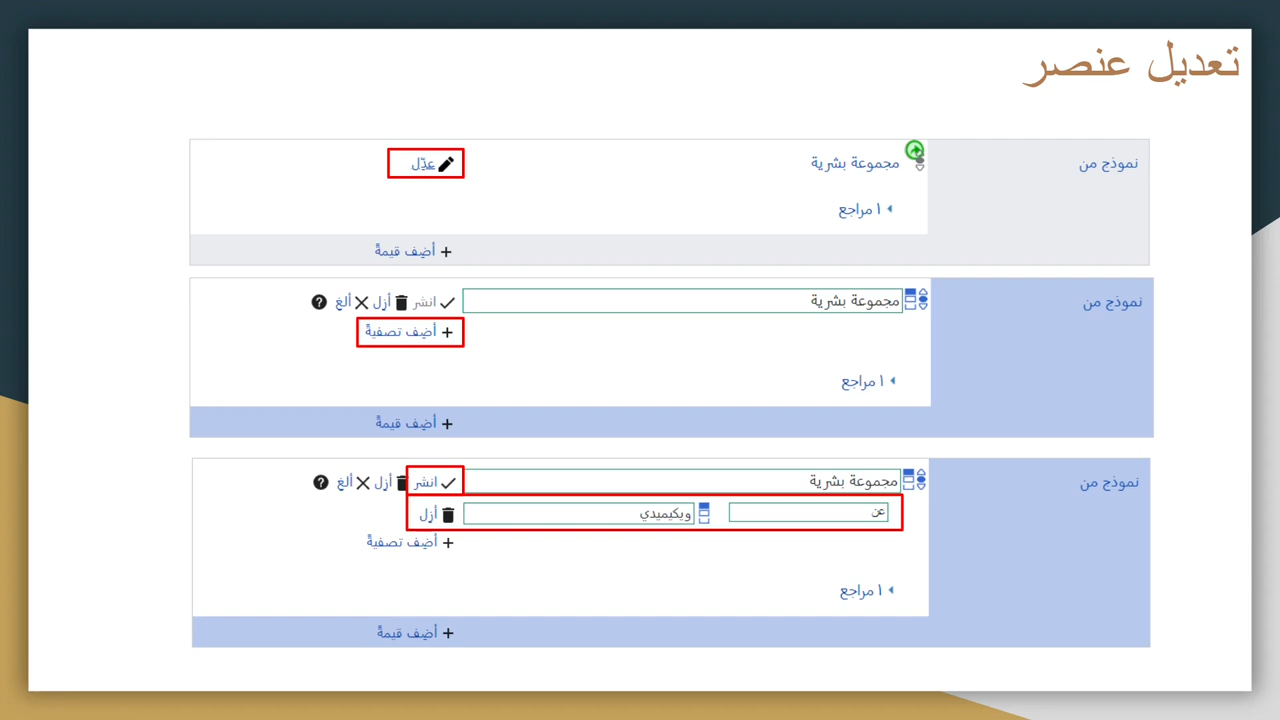 تعديل عنصر
نموذج من
مجموعة بشرية
عدِّل
١ مراجع
+ أضِف قيمةً
نموذج من
مجموعة بشرية
انشر أزل ألغ
+ أضِف تصفيةً
١ مراجع
+ أضِف قيمةً
نموذج من
مجموعة بشرية
انشر أزل ألغ
عن
ويكيميدي
أزل
+ أضِف تصفيةً
١ مراجع
+ أضِف قيمةً